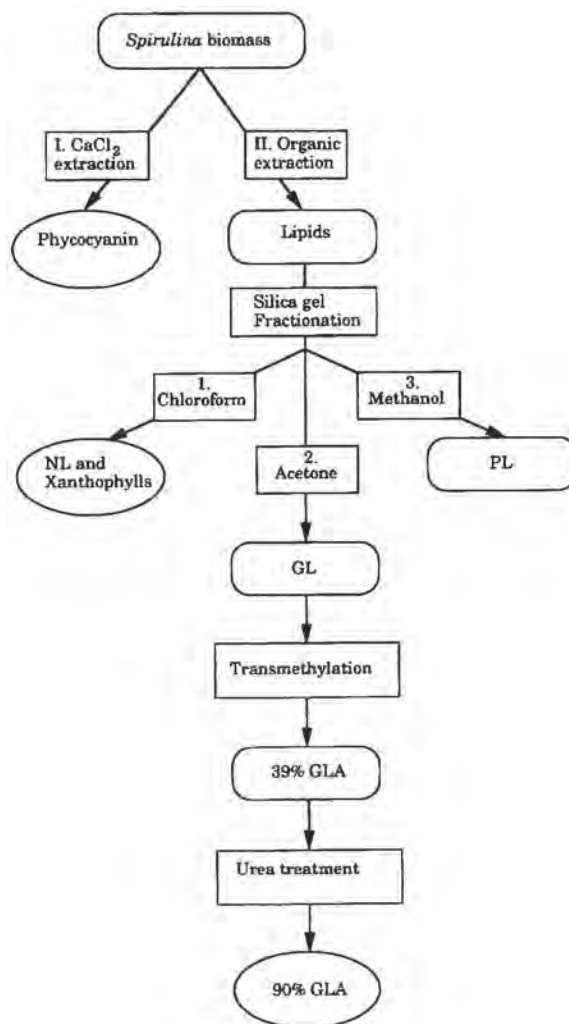 Spirulina biomass
I. CaCl2
extraction
II. Organic
extraction
Phycocyanin
Lipids
Silica gel
Fractionation
1.
Chloroform
3.
Methanol
2.
Acetone
NL and
Xanthophylls
PL
GL
Transmethylation
39% GLA
Urea treatment
90% GLA